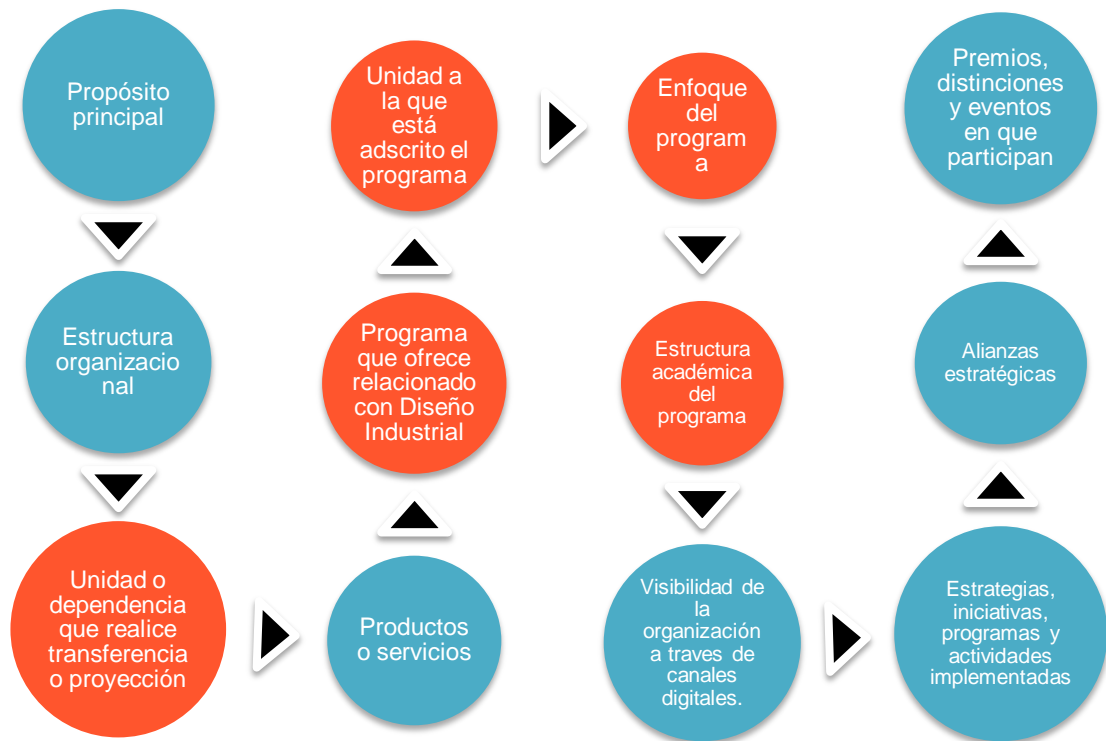 Propósito
principal
Estructura
organizacio
nal
Unidad o
dependencia
que realice
transferencia
o proyección
Productos
o servicios
Programa
que ofrece
relacionado
con Diseño
Industrial
Unidad a
la que
está
adscrito el
programa
Enfoque
del
program
a
Estructura
académica
del
programa
Visibilidad de
la
organización
a traves de
canales
digitales.
Estrategias,
iniciativas,
programas y
actividades
implementadas
Alianzas
estratégicas
Premios,
distinciones
y eventos
en que
participan